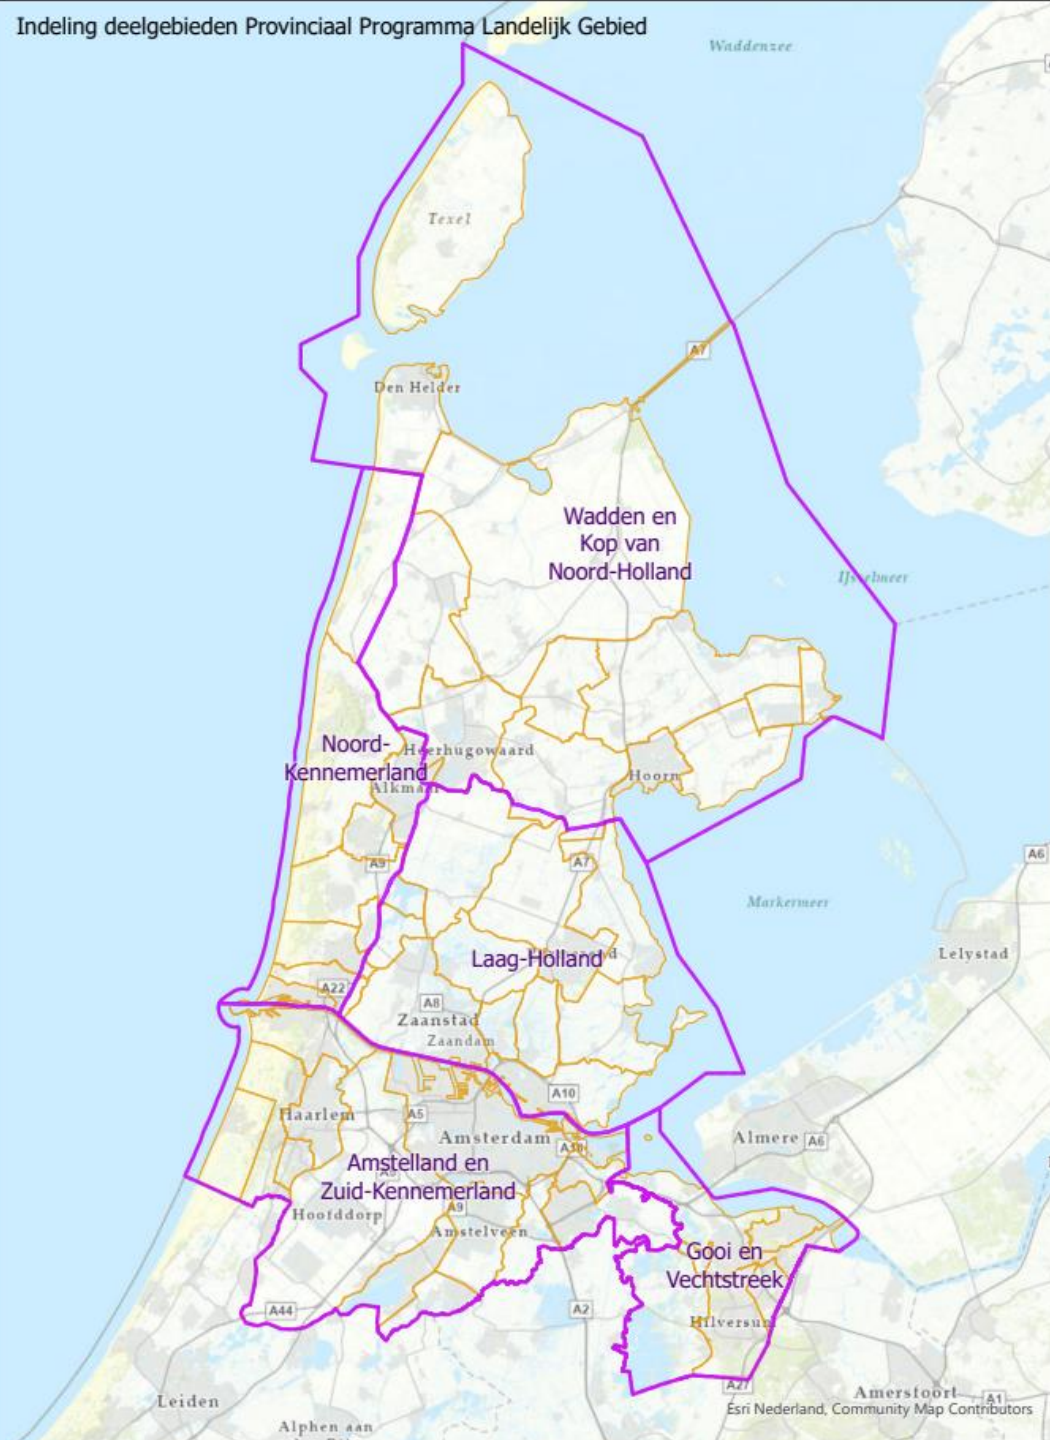 Indeling deelgebieden Provinciaal Programma Landelijk Gebied
Waddenzee
Texel
A7
Den Helder
Wadden en
Kop van
Noord-Holland
IJsselmeer
Noord-
Kennemerland
Heerhugowaard
Alkmaar
Hoorn
A9
A7
A6
Markermeer
Laag-Holland
Lelystad
A22
A8
Zaanstad
Zaandam
A10
Haarlem
A5
Amsterdam
A10
Almere
A6
Amstelland en
Zuid-Kennemerland
Hoofddorp
A9
Amstelveen
Gooi en
Vechtstreek
A44
A2
Hilversum
A27
Leiden
Amersfoort
A1
Esri Nederland, Community Map Contributors
Alphen aan